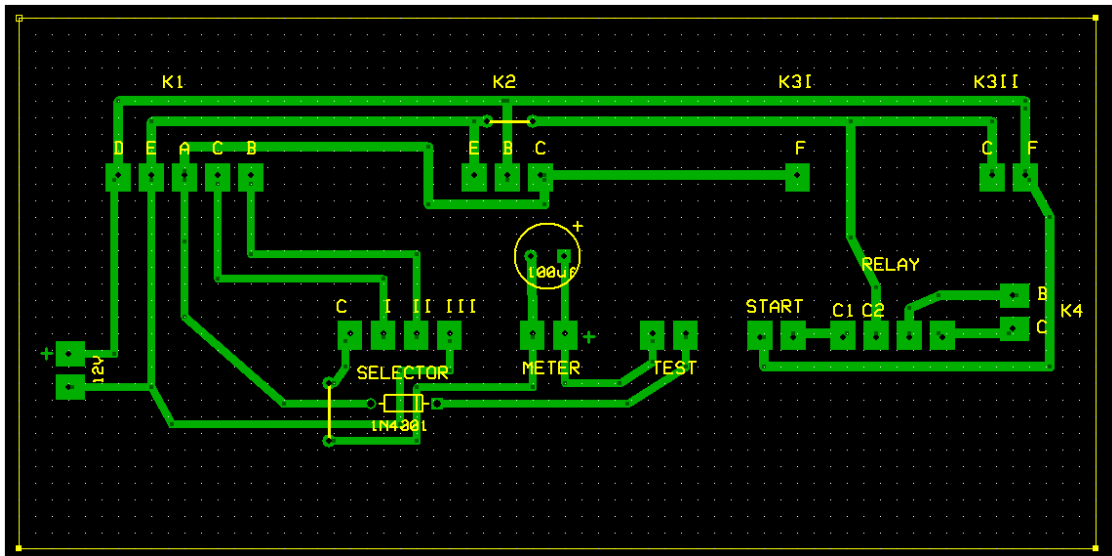 K1 K2 K3I K3II
D E A C B E B C F C F
+
100uf
RELAY
B
START C1 C2 K4
C I II III + C
+ 12V SELECTOR METER TEST
1N4001